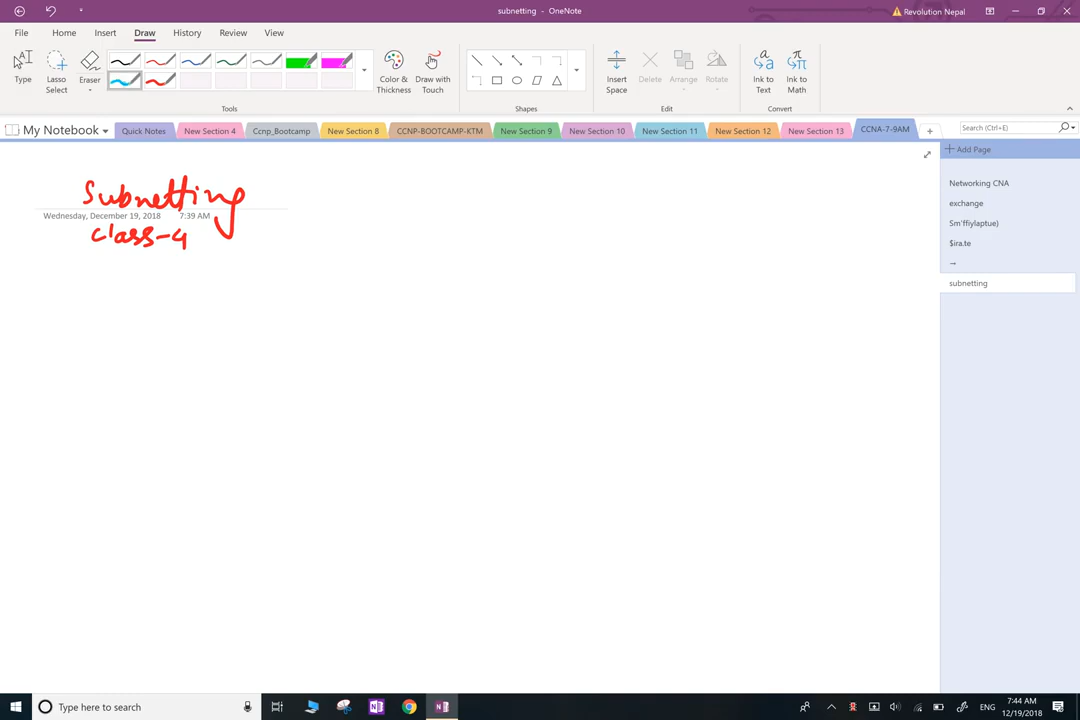 subnetting - OneNote
Revolution Nepal
File Home Insert Draw History Review View
Type
Lasso Select
Eraser
Color & Thickness
Draw with Touch
Insert Space
Delete
Arrange
Rotate
Ink to Text
Ink to Math
Tools
Shapes
Edit
Convert
My Notebook
Quick Notes New Section 4 Ccnp_Bootcamp New Section 8 CCNP-BOOTCAMP-KTM New Section 9 New Section 10 New Section 11 New Section 12 New Section 13 CCNA-7-9AM
Search (Ctrl+E)
Add Page
Networking CNA
exchange
Sm'ffiylaptue)
$ira.te
→
subnetting
Subnetting
Wednesday, December 19, 2018 7:39 AM
class-4
Type here to search
ENG
7:44 AM
12/19/2018